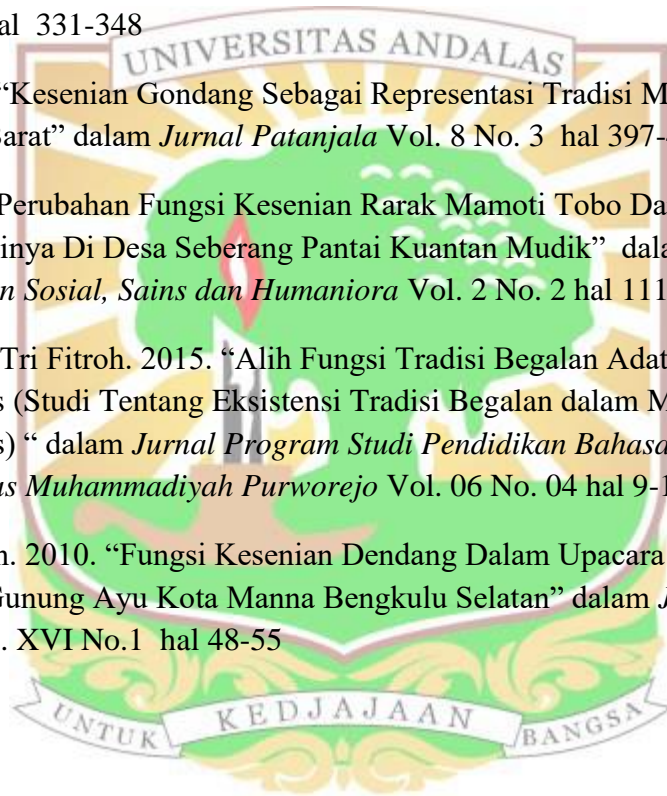 al 331-348
UNIVERSITAS ANDALAS
“Kesenian Gondang Sebagai Representasi Tradisi M
Barat” dalam Jurnal Patanjala Vol. 8 No. 3 hal 397-
Perubahan Fungsi Kesenian Rarak Mamoti Tobo Da
inya Di Desa Seberang Pantai Kuantan Mudik” dala
n Sosial, Sains dan Humaniora Vol. 2 No. 2 hal 111
Tri Fitroh. 2015. “Alih Fungsi Tradisi Begalan Adat
s (Studi Tentang Eksistensi Tradisi Begalan dalam M
s) “ dalam Jurnal Program Studi Pendidikan Bahasa
us Muhammadiyah Purworejo Vol. 06 No. 04 hal 9-1
n. 2010. “Fungsi Kesenian Dendang Dalam Upacara
Gunung Ayu Kota Manna Bengkulu Selatan” dalam J
. XVI No.1 hal 48-55
UNTUK KEDJAJAAN BANGSA